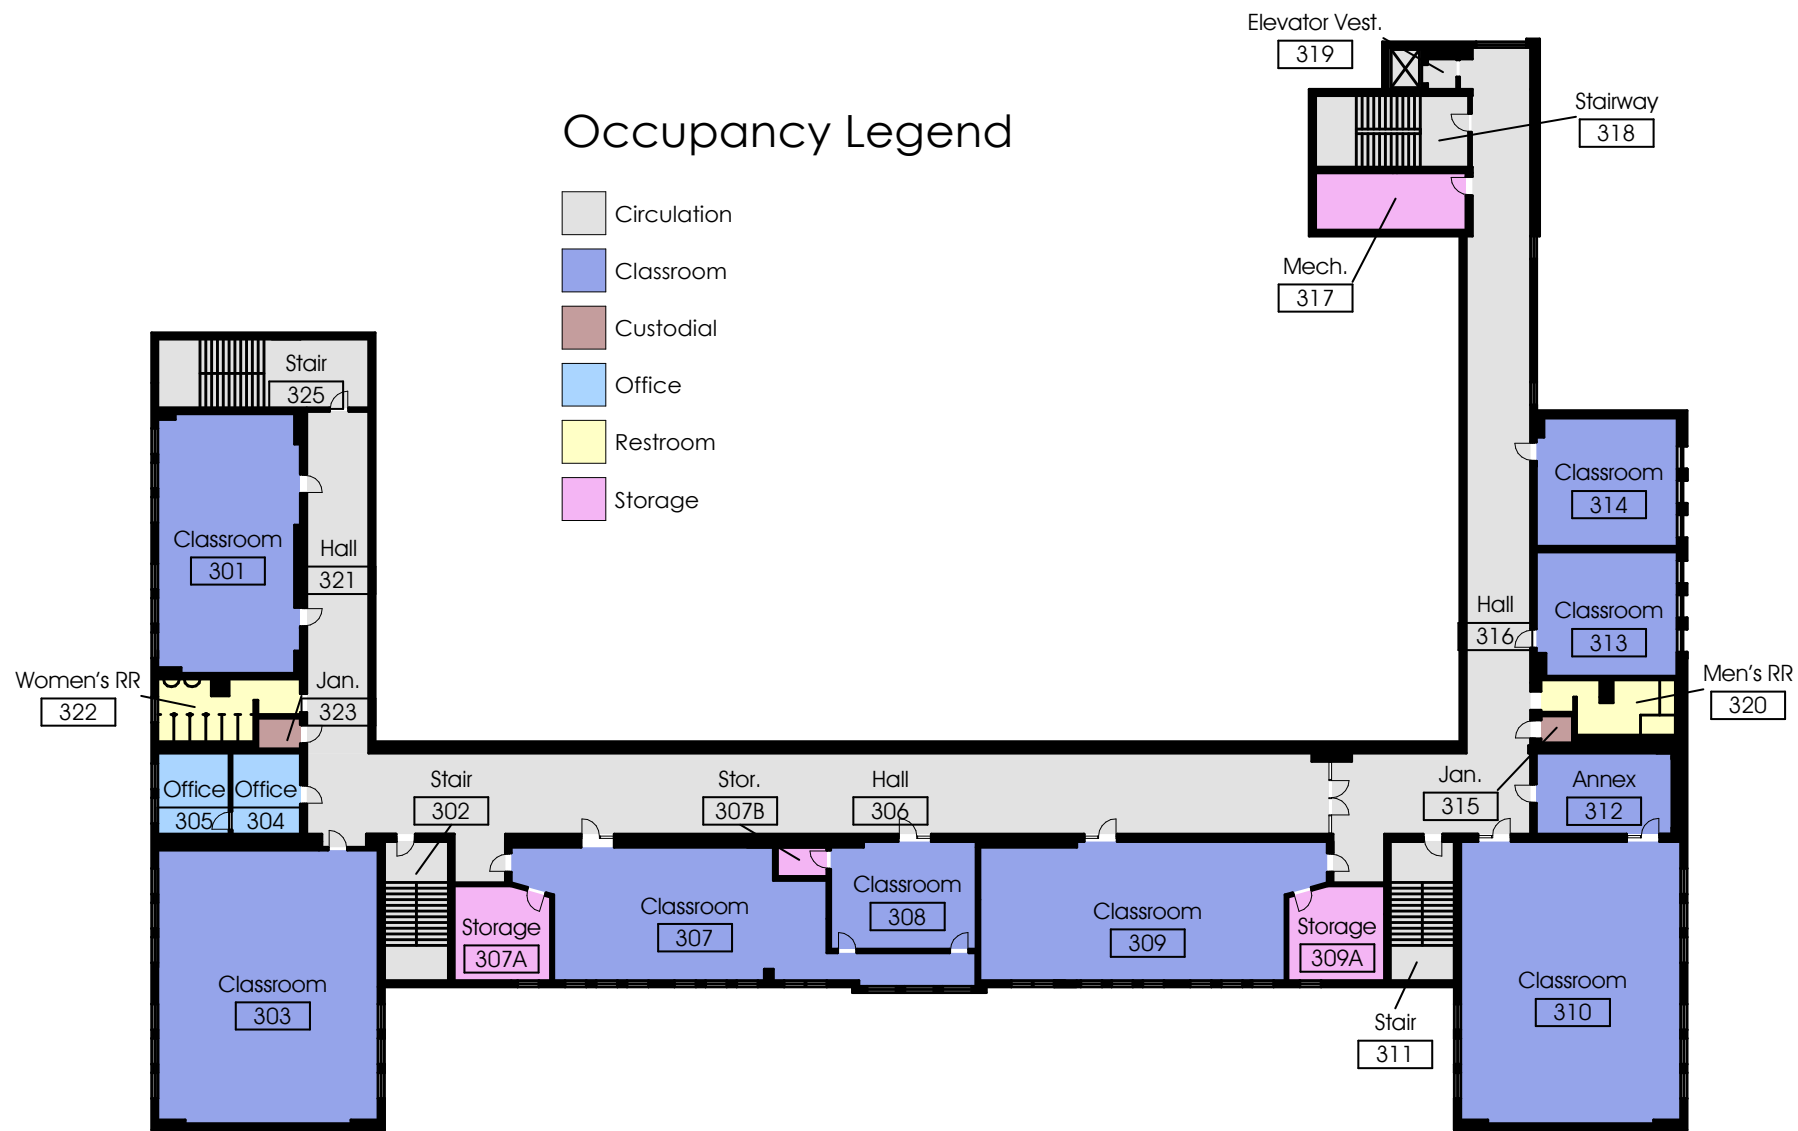 Elevator Vest.
319
Stairway
318
Occupancy Legend
Circulation
Classroom
Custodial
Office
Restroom
Storage
Mech.
317
Stair
325
Classroom
301
Hall
321
Women's RR
322
Jan.
323
Classroom
314
Classroom
313
Hall
316
Men's RR
320
Office
305
Office
304
Stair
302
Stor.
307B
Hall
306
Jan.
315
Annex
312
Classroom
303
Storage
307A
Classroom
307
Classroom
308
Classroom
309
Storage
309A
Stair
311
Classroom
310